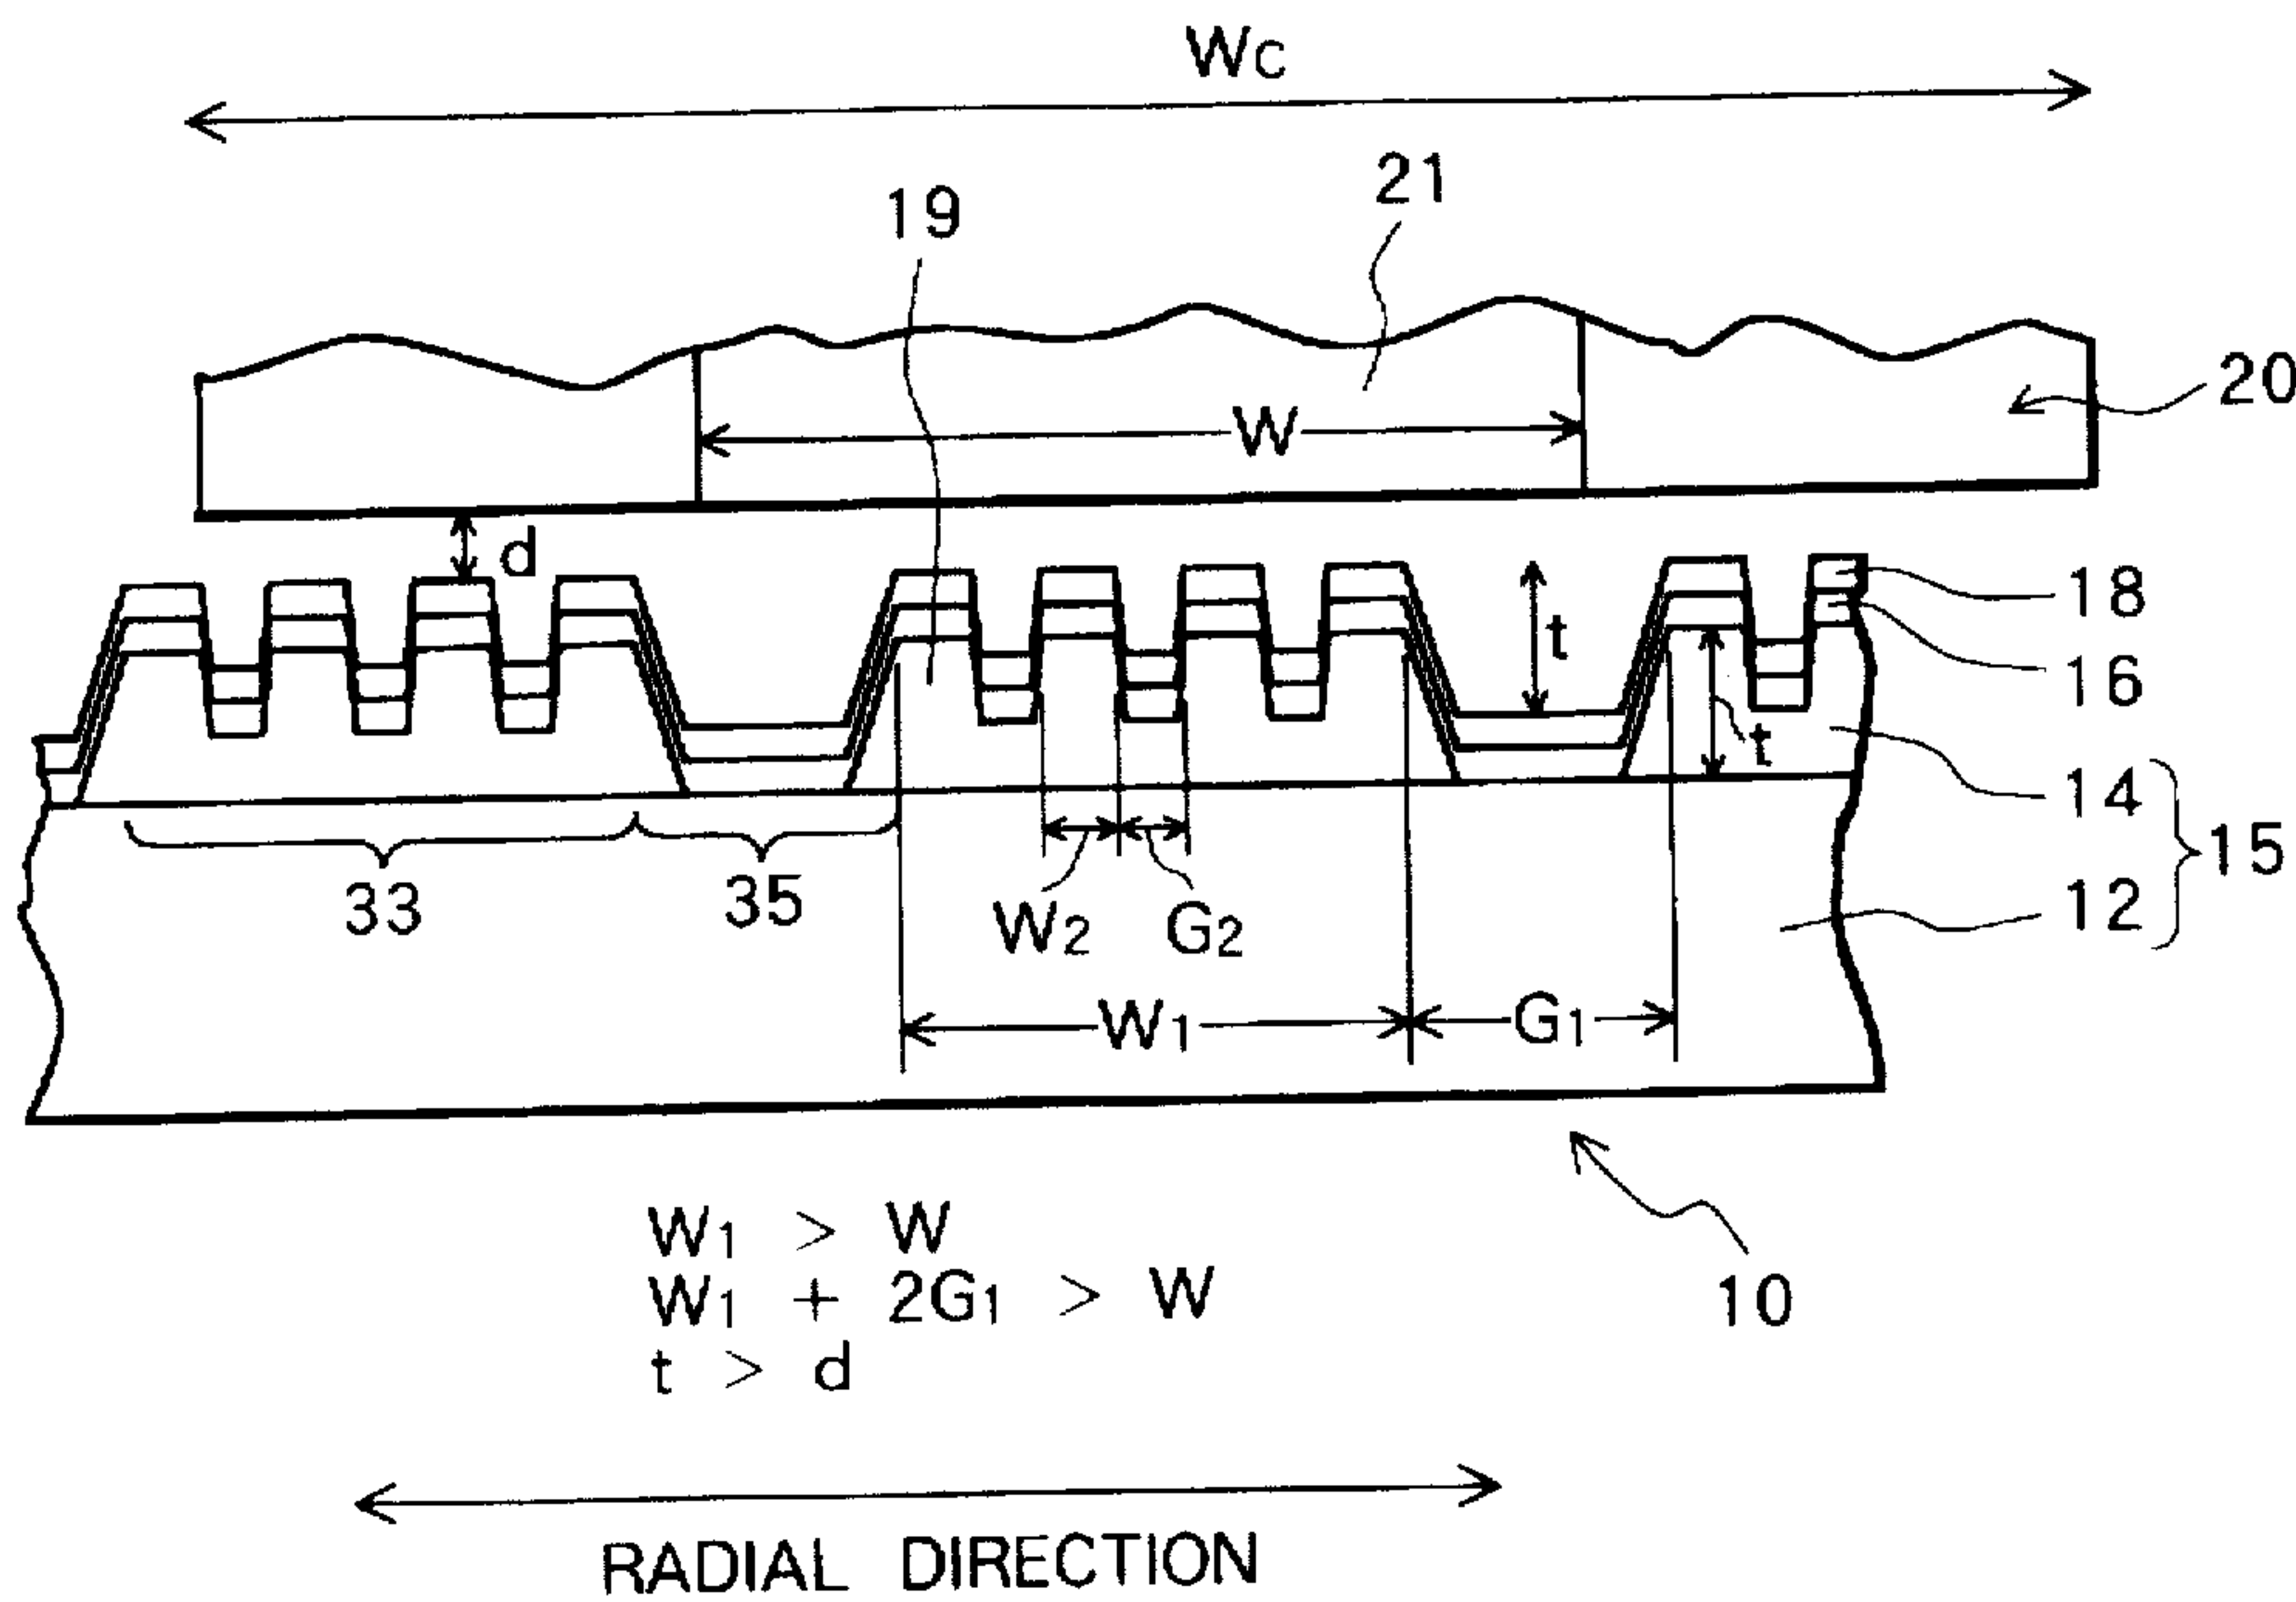 WC
21
19
20
W
d
18
t
16
t
14
15
12
33
35
W2
G2
W1
G1
W1 > W
W1 + 2G1 > W
t > d
10
RADIAL DIRECTION